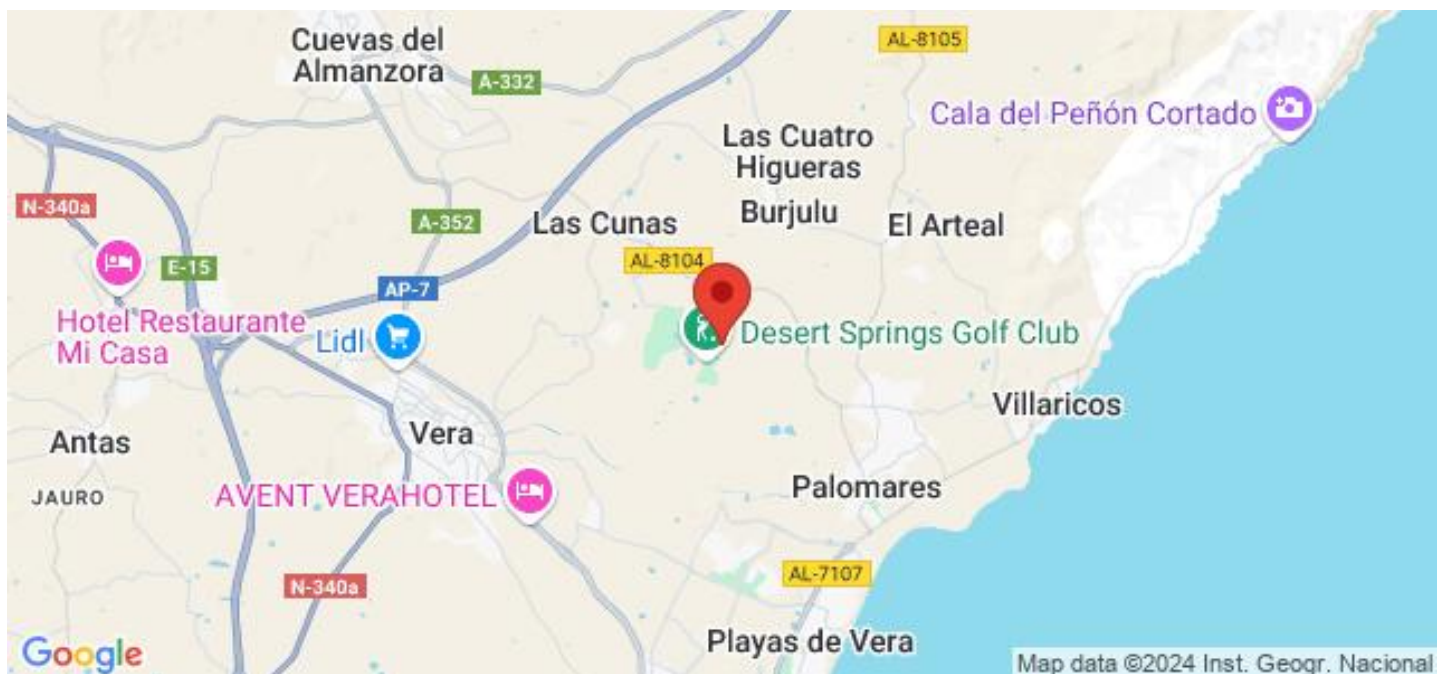 Cuevas del
Almanzora
AL-8105
A-332
Cala del Peñón Cortado
Las Cuatro
Higueras
N-340a
A-352
Las Cunas
Burjulu
El Arteal
E-15
AL-8104
AP-7
Hotel Restaurante
Mi Casa
Lidl
Desert Springs Golf Club
Villaricos
Antas
Vera
JAURO
AVENT VERAHOTEL
Palomares
N-340a
AL-7107
Playas de Vera
Google
Map data ©2024 Inst. Geogr. Nacional